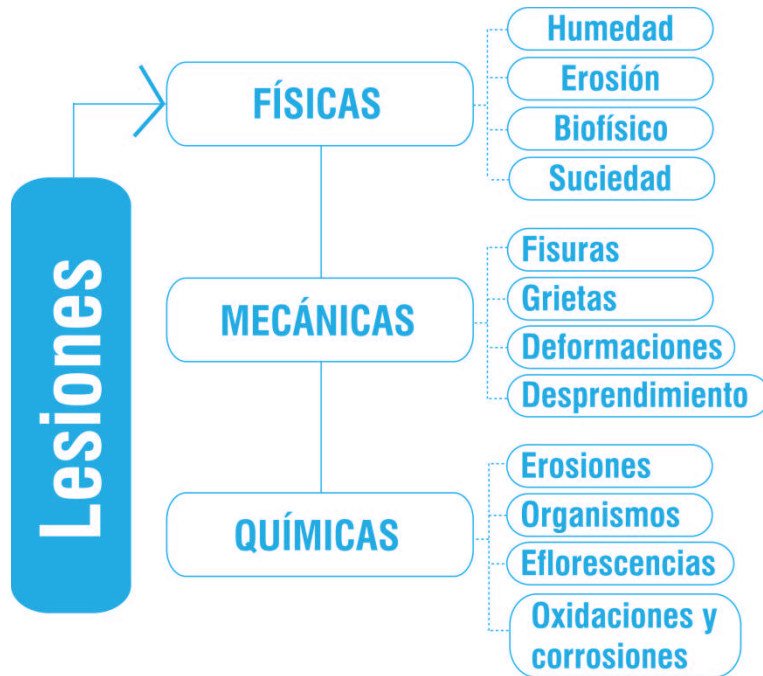 Lesiones
FÍSICAS
Humedad
Erosión
Biofísico
Suciedad
MECÁNICAS
Fisuras
Grietas
Deformaciones
Desprendimiento
QUÍMICAS
Erosiones
Organismos
Eflorescencias
Oxidaciones y
corrosiones